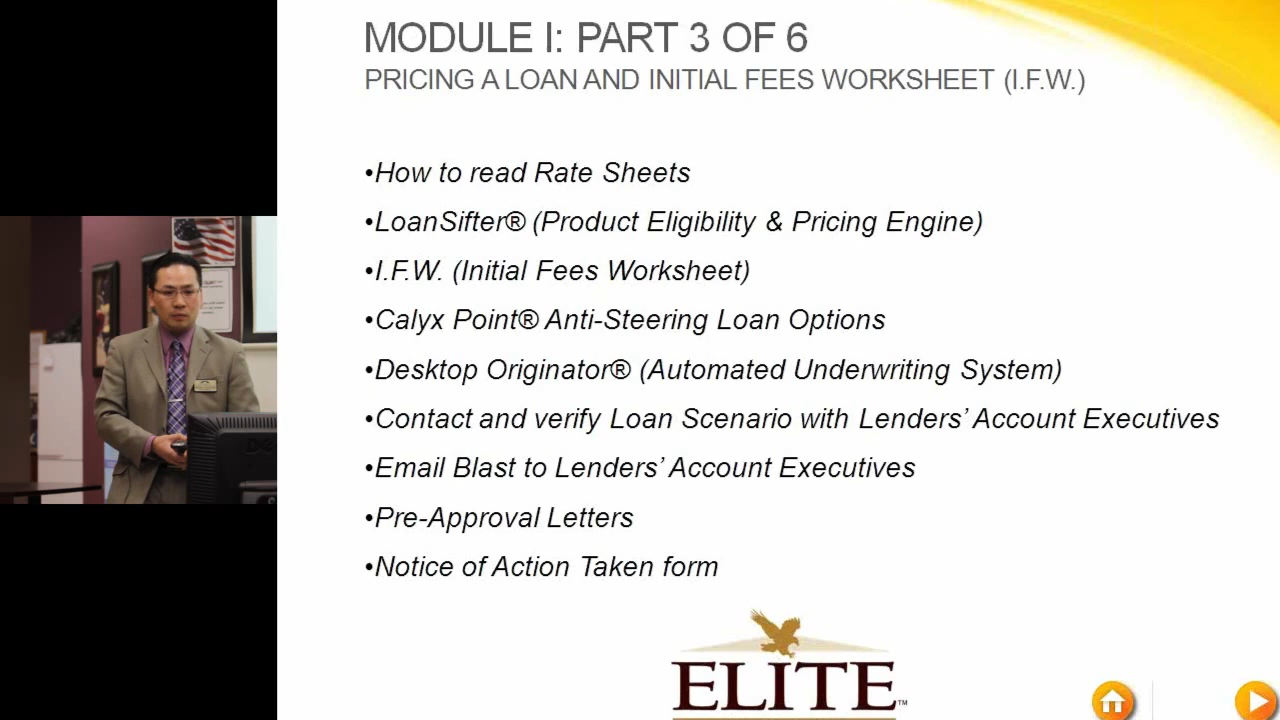 MODULE I: PART 3 OF 6
PRICING A LOAN AND INITIAL FEES WORKSHEET (I.F.W.)
•How to read Rate Sheets
•LoanSifter® (Product Eligibility & Pricing Engine)
•I.F.W. (Initial Fees Worksheet)
•Calyx Point® Anti-Steering Loan Options
•Desktop Originator® (Automated Underwriting System)
•Contact and verify Loan Scenario with Lenders’ Account Executives
•Email Blast to Lenders’ Account Executives
•Pre-Approval Letters
•Notice of Action Taken form
ELITE™